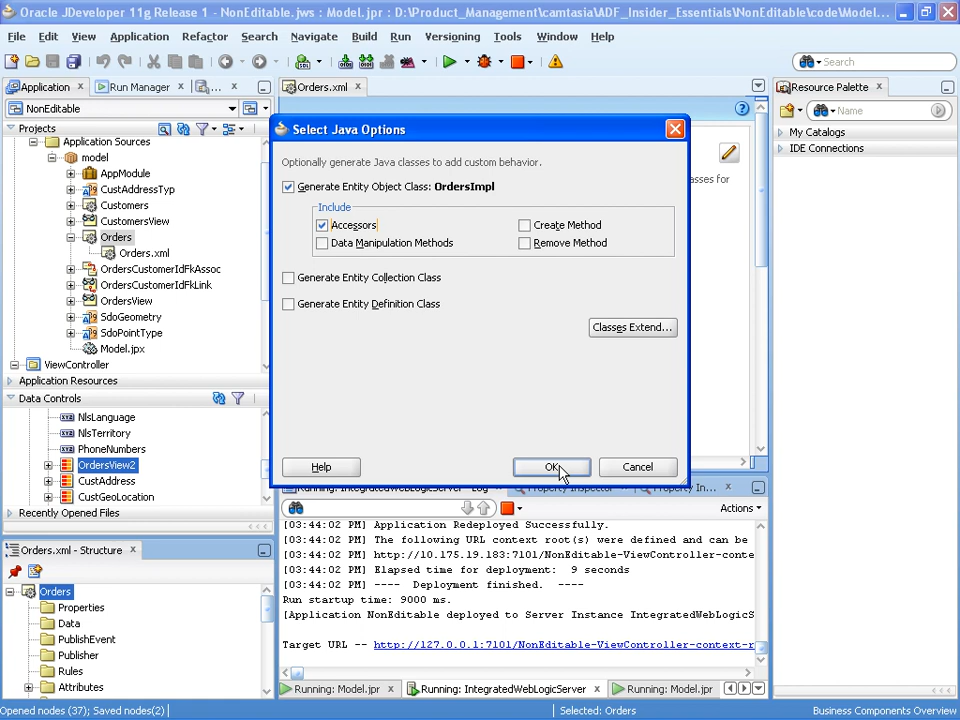 Oracle JDeveloper 11g Release 1 - NonEditable.jws : Model.jpr : D:\Product_Management\camtasia\ADF_Insider_Essentials\NonEditable\code\Model...
File Edit View Application Refactor Search Navigate Build Run Versioning Tools Window Help
Search
Application
Run Manager
...
Orders.xml
Resource Palette
NonEditable
Name
Projects
My Catalogs
IDE Connections
Application Sources
model
AppModule
CustAddressTyp
Customers
CustomersView
Orders
Orders.xml
OrdersCustomerIdFkAssoc
OrdersCustomerIdFkLink
OrdersView
SdoGeometry
SdoPointType
Model.jpx
ViewController
Application Resources
Data Controls
NlsLanguage
NlsTerritory
PhoneNumbers
OrdersView2
CustAddress
CustGeoLocation
Recently Opened Files
Orders.xml - Structure
Orders
Properties
Data
PublishEvent
Publisher
Rules
Attributes
Select Java Options
Optionally generate Java classes to add custom behavior.
Generate Entity Object Class: OrdersImpl
Include
Accessors
Create Method
Data Manipulation Methods
Remove Method
Generate Entity Collection Class
Generate Entity Definition Class
Classes Extend...
Help
OK
Cancel
sses for
Running: IntegratedWebLogicServer - Log
Property Inspector
Property In...
Actions
[03:44:02 PM] Application Redeployed Successfully.
[03:44:02 PM] The following URL context root(s) were defined and can be
[03:44:02 PM] http://10.175.19.183:7101/NonEditable-ViewController-conte
[03:44:02 PM] Elapsed time for deployment: 9 seconds
[03:44:02 PM] ---- Deployment finished. ----
Run startup time: 9000 ms.
[Application NonEditable deployed to Server Instance IntegratedWebLogicS
Target URL -- http://127.0.0.1:7101/NonEditable-ViewController-context-r
Running: Model.jpr
Running: IntegratedWebLogicServer
Running: Model.jpr
Opened nodes (37); Saved nodes(2)
Selected: Orders
Business Components Overview